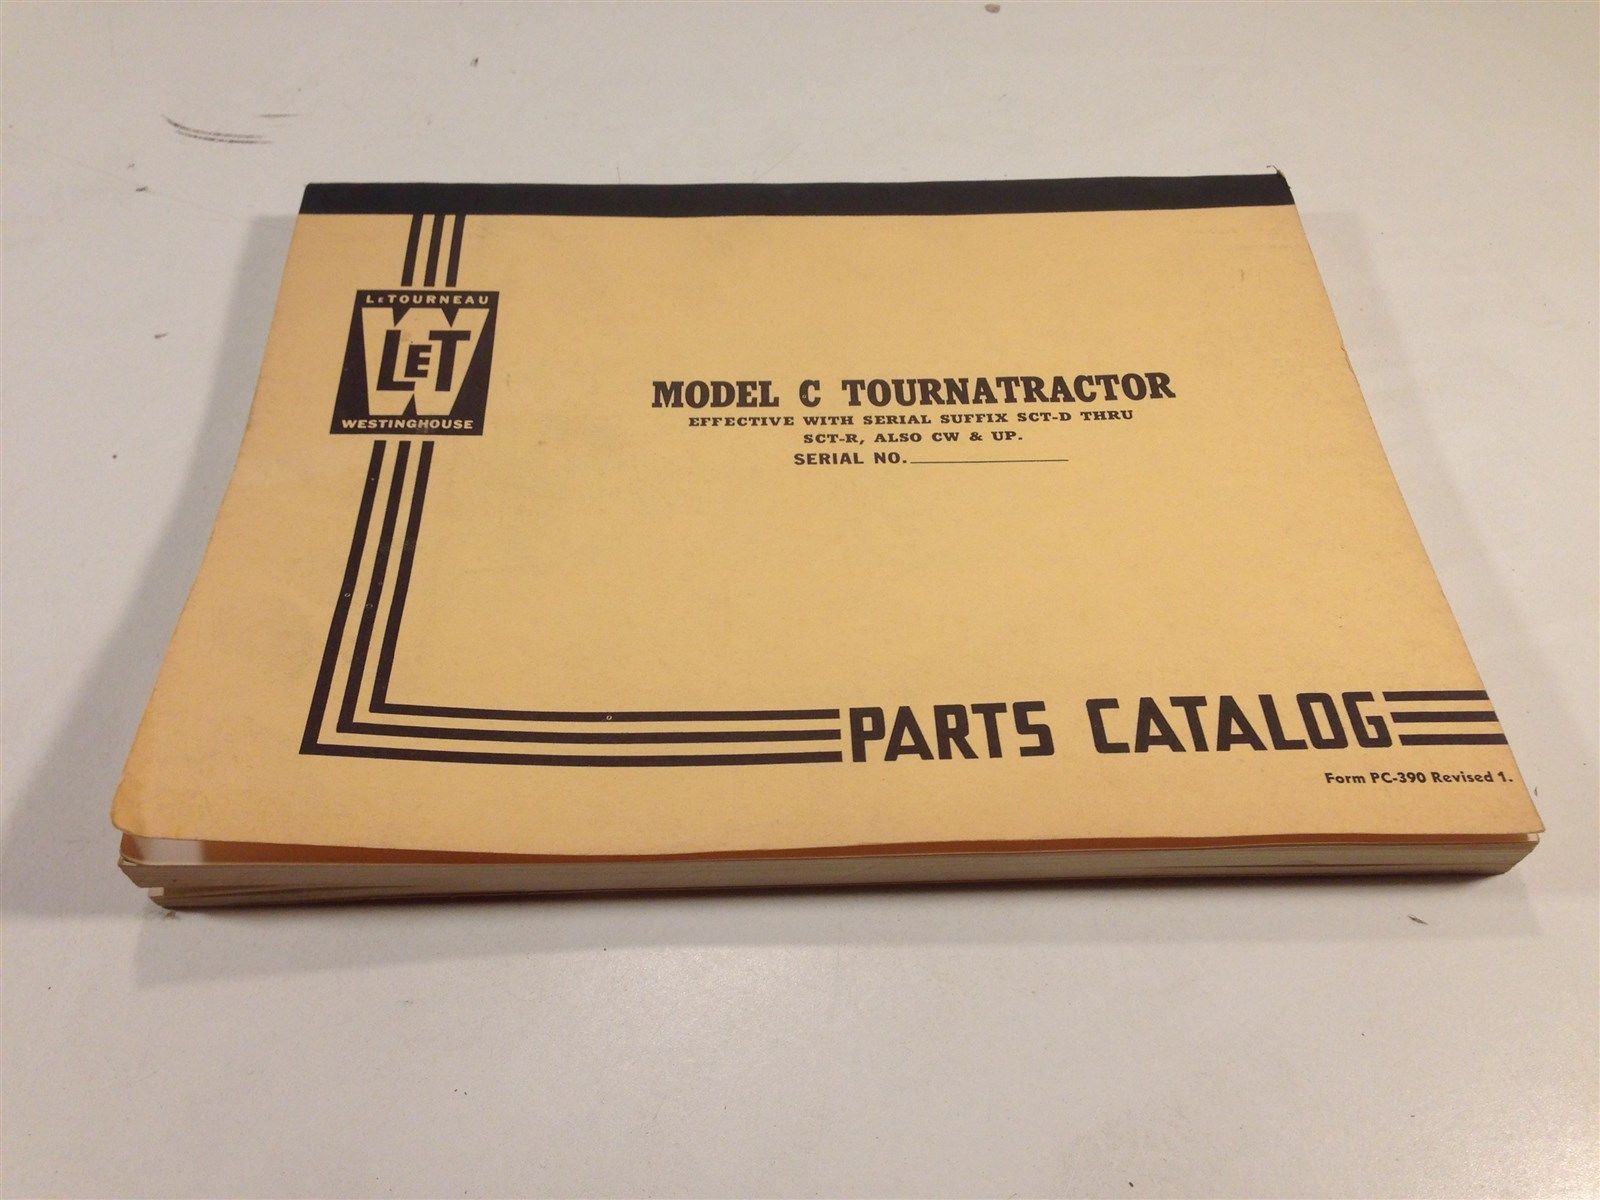 LETOURNEAU
W
LET
WESTINGHOUSE
MODEL C TOURNATRACTOR
EFFECTIVE WITH SERIAL SUFFIX SCT-D THRU
SCT-R, ALSO CW & UP.
SERIAL NO.
PARTS CATALOG
Form PC-390 Revised 1.